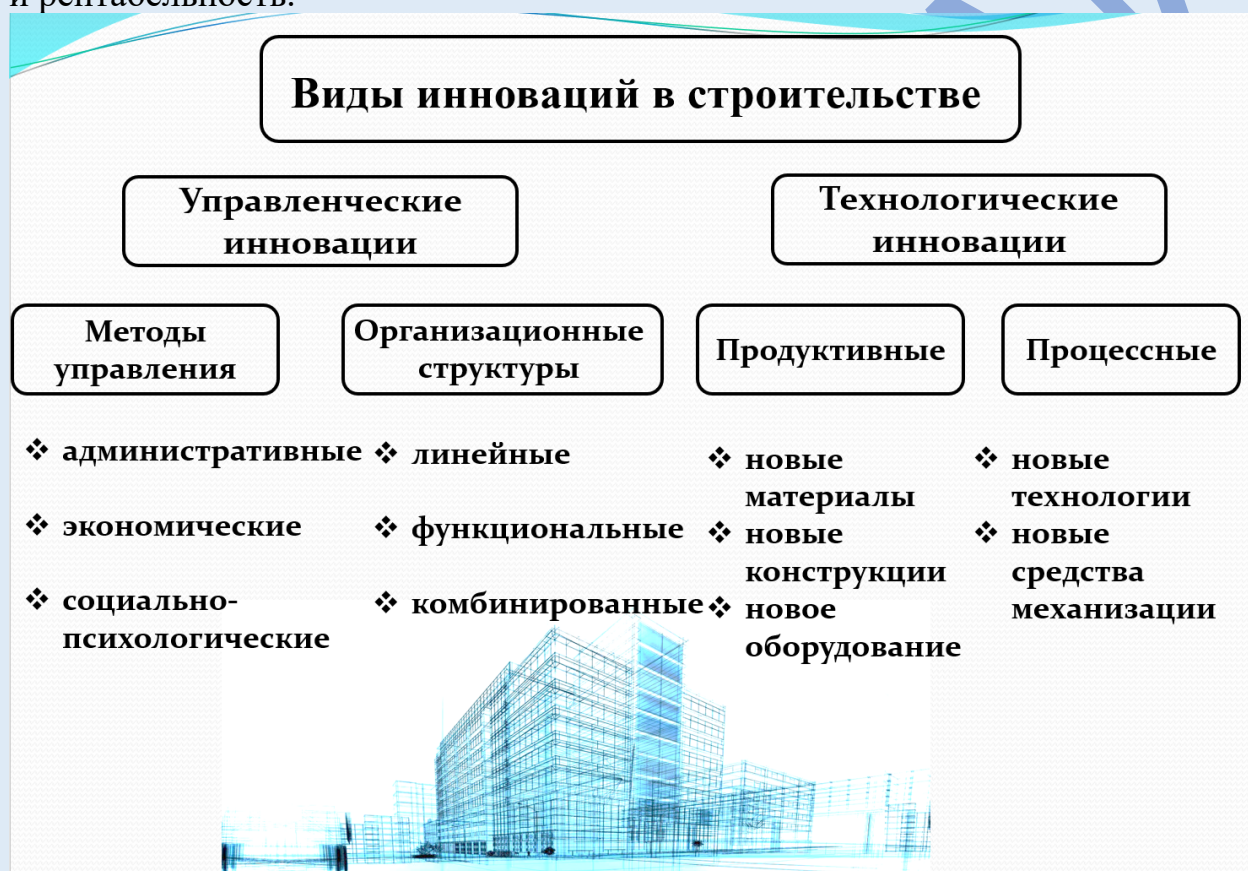 и рентабельность.
Виды инноваций в строительстве
Управленческие
инновации
Технологические
инновации
Методы
управления
Организационные
структуры
Продуктивные
Процессные
❖ административные
❖ экономические
❖ социально-
психологические
❖ линейные
❖ функциональные
❖ комбинированные
❖ новые
материалы
❖ новые
конструкции
❖ новое
оборудование
❖ новые
технологии
❖ новые
средства
механизации